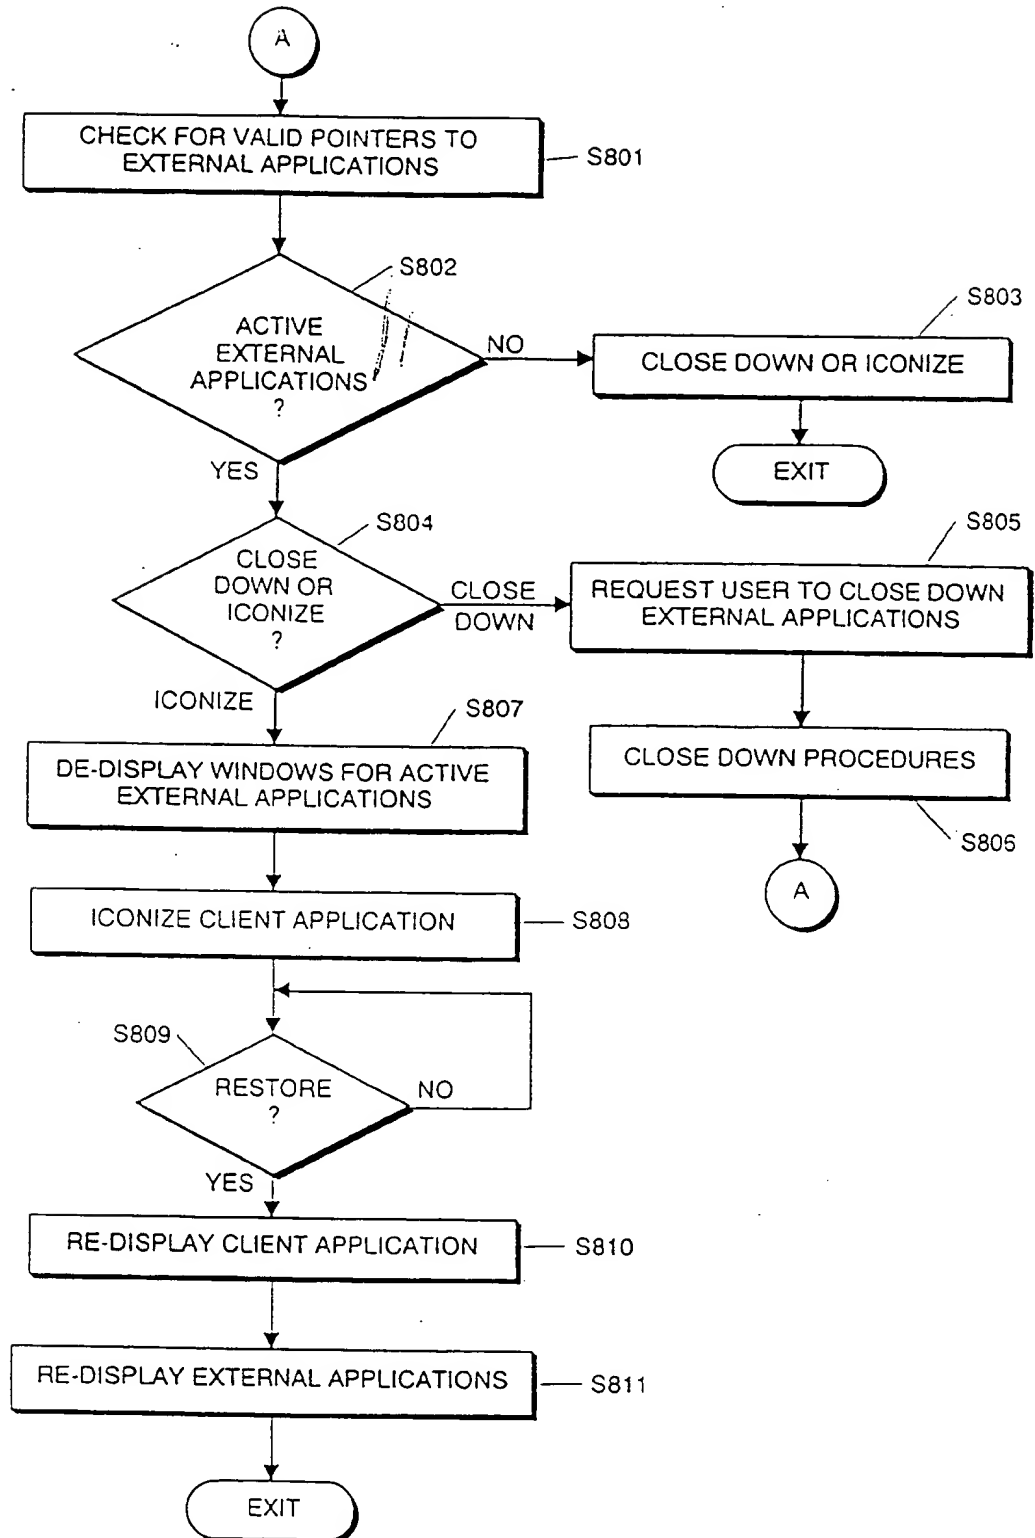 A
CHECK FOR VALID POINTERS TO
EXTERNAL APPLICATIONS
S801
S802
ACTIVE
EXTERNAL
APPLICATIONS
?
NO
S803
CLOSE DOWN OR ICONIZE
EXIT
YES
S804
CLOSE
DOWN OR
ICONIZE
?
CLOSE
DOWN
S805
REQUEST USER TO CLOSE DOWN
EXTERNAL APPLICATIONS
ICONIZE
S807
DE-DISPLAY WINDOWS FOR ACTIVE
EXTERNAL APPLICATIONS
CLOSE DOWN PROCEDURES
S806
A
ICONIZE CLIENT APPLICATION
S808
S809
RESTORE
?
NO
YES
RE-DISPLAY CLIENT APPLICATION
S810
RE-DISPLAY EXTERNAL APPLICATIONS
S811
EXIT